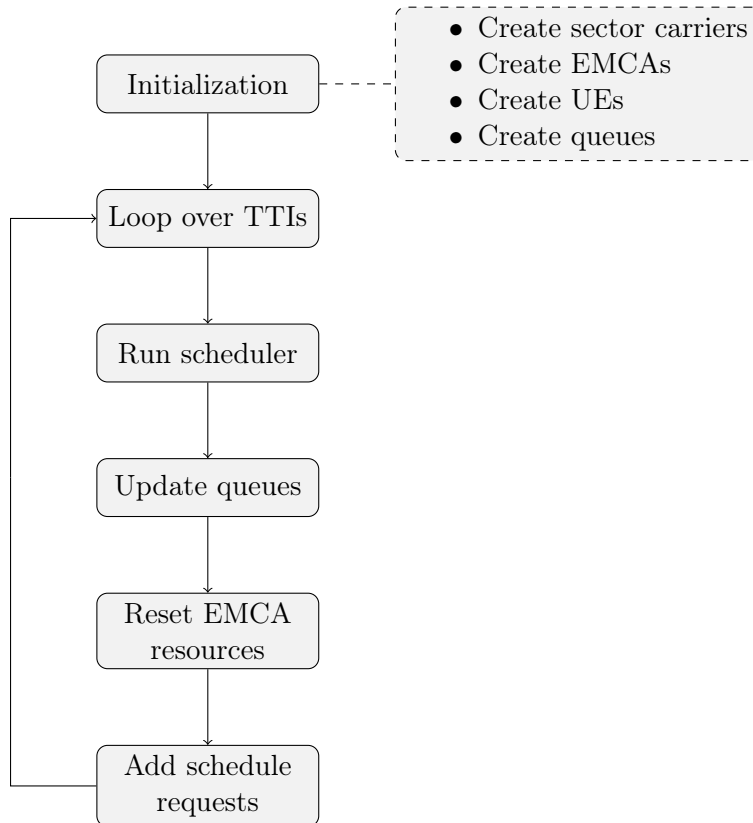 Initialization
• Create sector carriers
• Create EMCAs
• Create UEs
• Create queues
Loop over TTIs
Run scheduler
Update queues
Reset EMCA
resources
Add schedule
requests